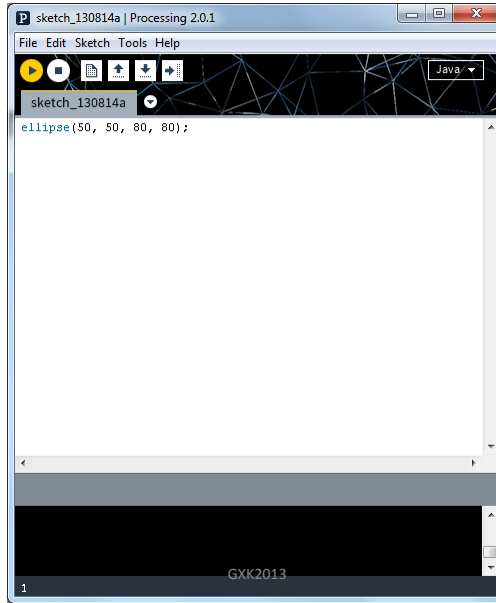 sketch_130814a | Processing 2.0.1
File Edit Sketch Tools Help
Java
sketch_130814a
ellipse(50, 50, 80, 80);
GXK2013
1